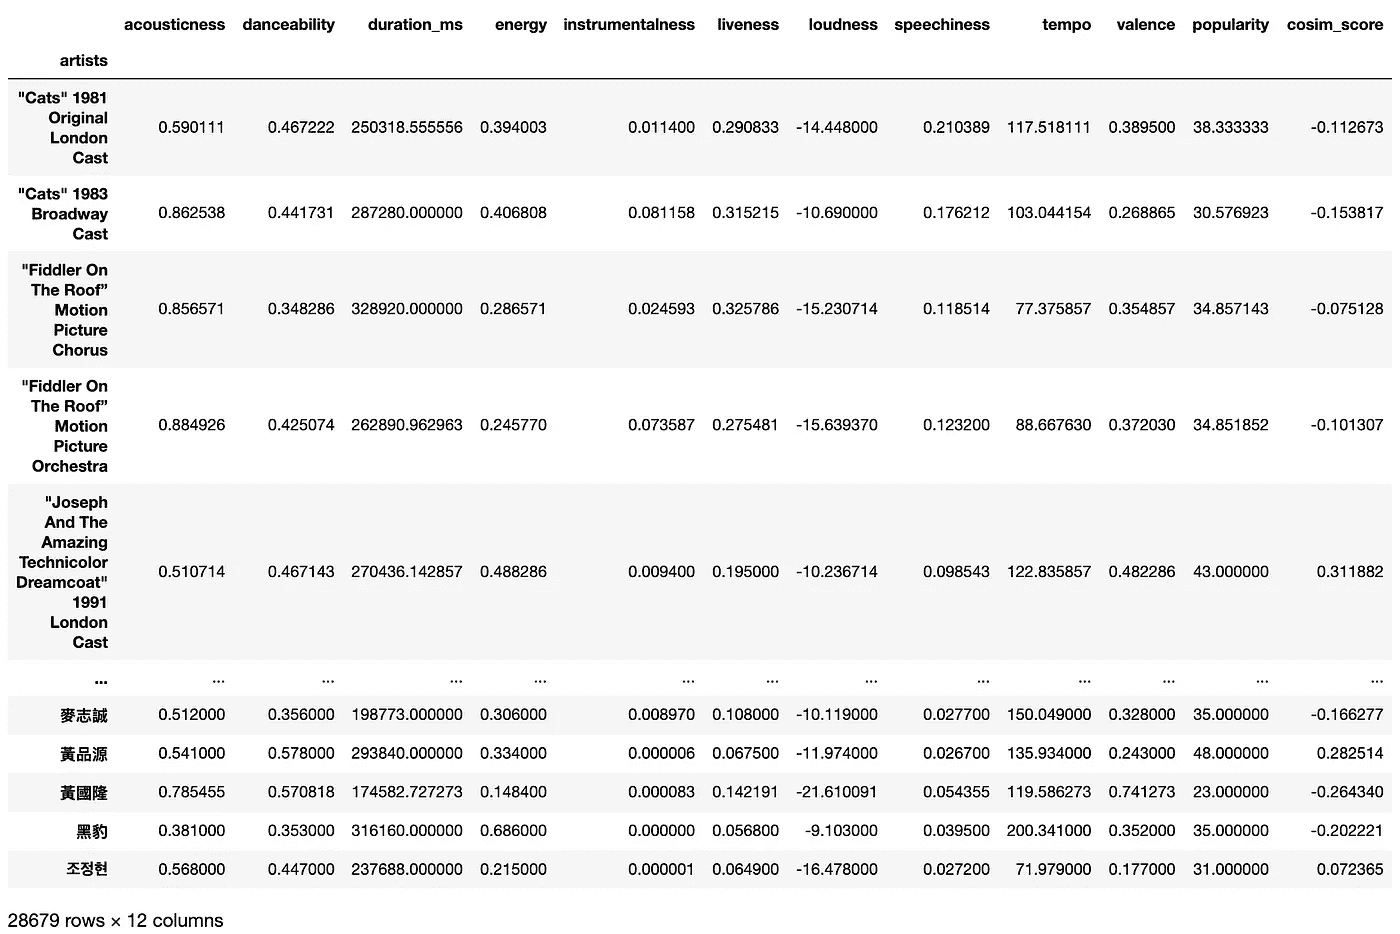 acousticness danceability duration_ms energy instrumentalness liveness loudness speechiness tempo valence popularity cosim_score
artists
"Cats" 1981
Original
London
Cast
0.590111 0.467222 250318.555556 0.394003 0.011400 0.290833 -14.448000 0.210389 117.518111 0.389500 38.333333 -0.112673
"Cats" 1983
Broadway
Cast
0.862538 0.441731 287280.000000 0.406808 0.081158 0.315215 -10.690000 0.176212 103.044154 0.268865 30.576923 -0.153817
"Fiddler On
The Roof”
Motion
Picture
Chorus
0.856571 0.348286 328920.000000 0.286571 0.024593 0.325786 -15.230714 0.118514 77.375857 0.354857 34.857143 -0.075128
"Fiddler On
The Roof”
Motion
Picture
Orchestra
0.884926 0.425074 262890.962963 0.245770 0.073587 0.275481 -15.639370 0.123200 88.667630 0.372030 34.851852 -0.101307
"Joseph
And The
Amazing
Technicolor
Dreamcoat"
1991
London
Cast
0.510714 0.467143 270436.142857 0.488286 0.009400 0.195000 -10.236714 0.098543 122.835857 0.482286 43.000000 0.311882
... ... ... ... ... ... ... ... ... ... ... ... ...
麥志誠 0.512000 0.356000 198773.000000 0.306000 0.008970 0.108000 -10.119000 0.027700 150.049000 0.328000 35.000000 -0.166277
黃品源 0.541000 0.578000 293840.000000 0.334000 0.000006 0.067500 -11.974000 0.026700 135.934000 0.243000 48.000000 0.282514
黃國隆 0.785455 0.570818 174582.727273 0.148400 0.000083 0.142191 -21.610091 0.054355 119.586273 0.741273 23.000000 -0.264340
黑豹 0.381000 0.353000 316160.000000 0.686000 0.000000 0.056800 -9.103000 0.039500 200.341000 0.352000 35.000000 -0.202221
조정현 0.568000 0.447000 237688.000000 0.215000 0.000001 0.064900 -16.478000 0.027200 71.979000 0.177000 31.000000 0.072365
28679 rows × 12 columns